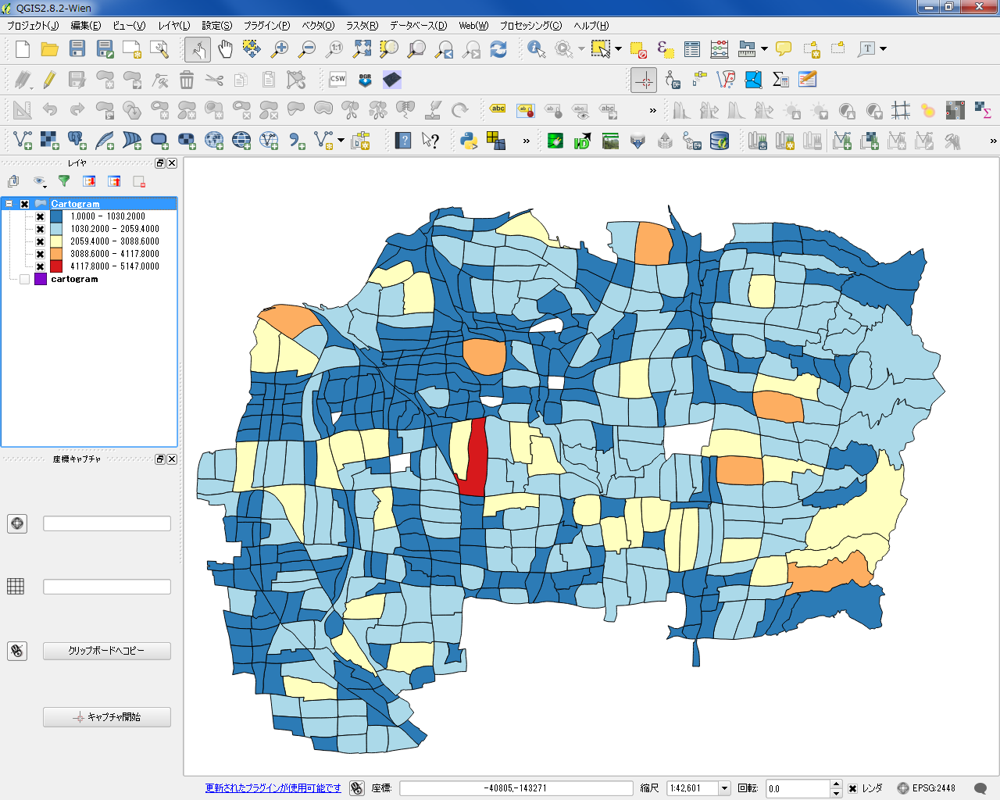 QGIS2.8.2-Wien
プロジェクト(J) 編集(E) ビュー(V) レイヤ(L) 設定(S) プラグイン(P) ベクタ(O) ラスタ(R) データベース(D) Web(W) プロセッシング(C) ヘルプ(H)
1:1
ε
T
CSW
OGR
abc ab abc abc
»
Σ
?
»
»
レイヤ
Cartogram
1.0000 - 1030.2000
1030.2000 - 2059.4000
2059.4000 - 3088.6000
3088.6000 - 4117.8000
4117.8000 - 5147.0000
cartogram
座標キャプチャ
クリップボードへコピー
キャプチャ開始
更新されたプラグインが使用可能です 座標: -40805,-143271 縮尺 1:42,601 回転: 0.0 レンダ EPSG:2448